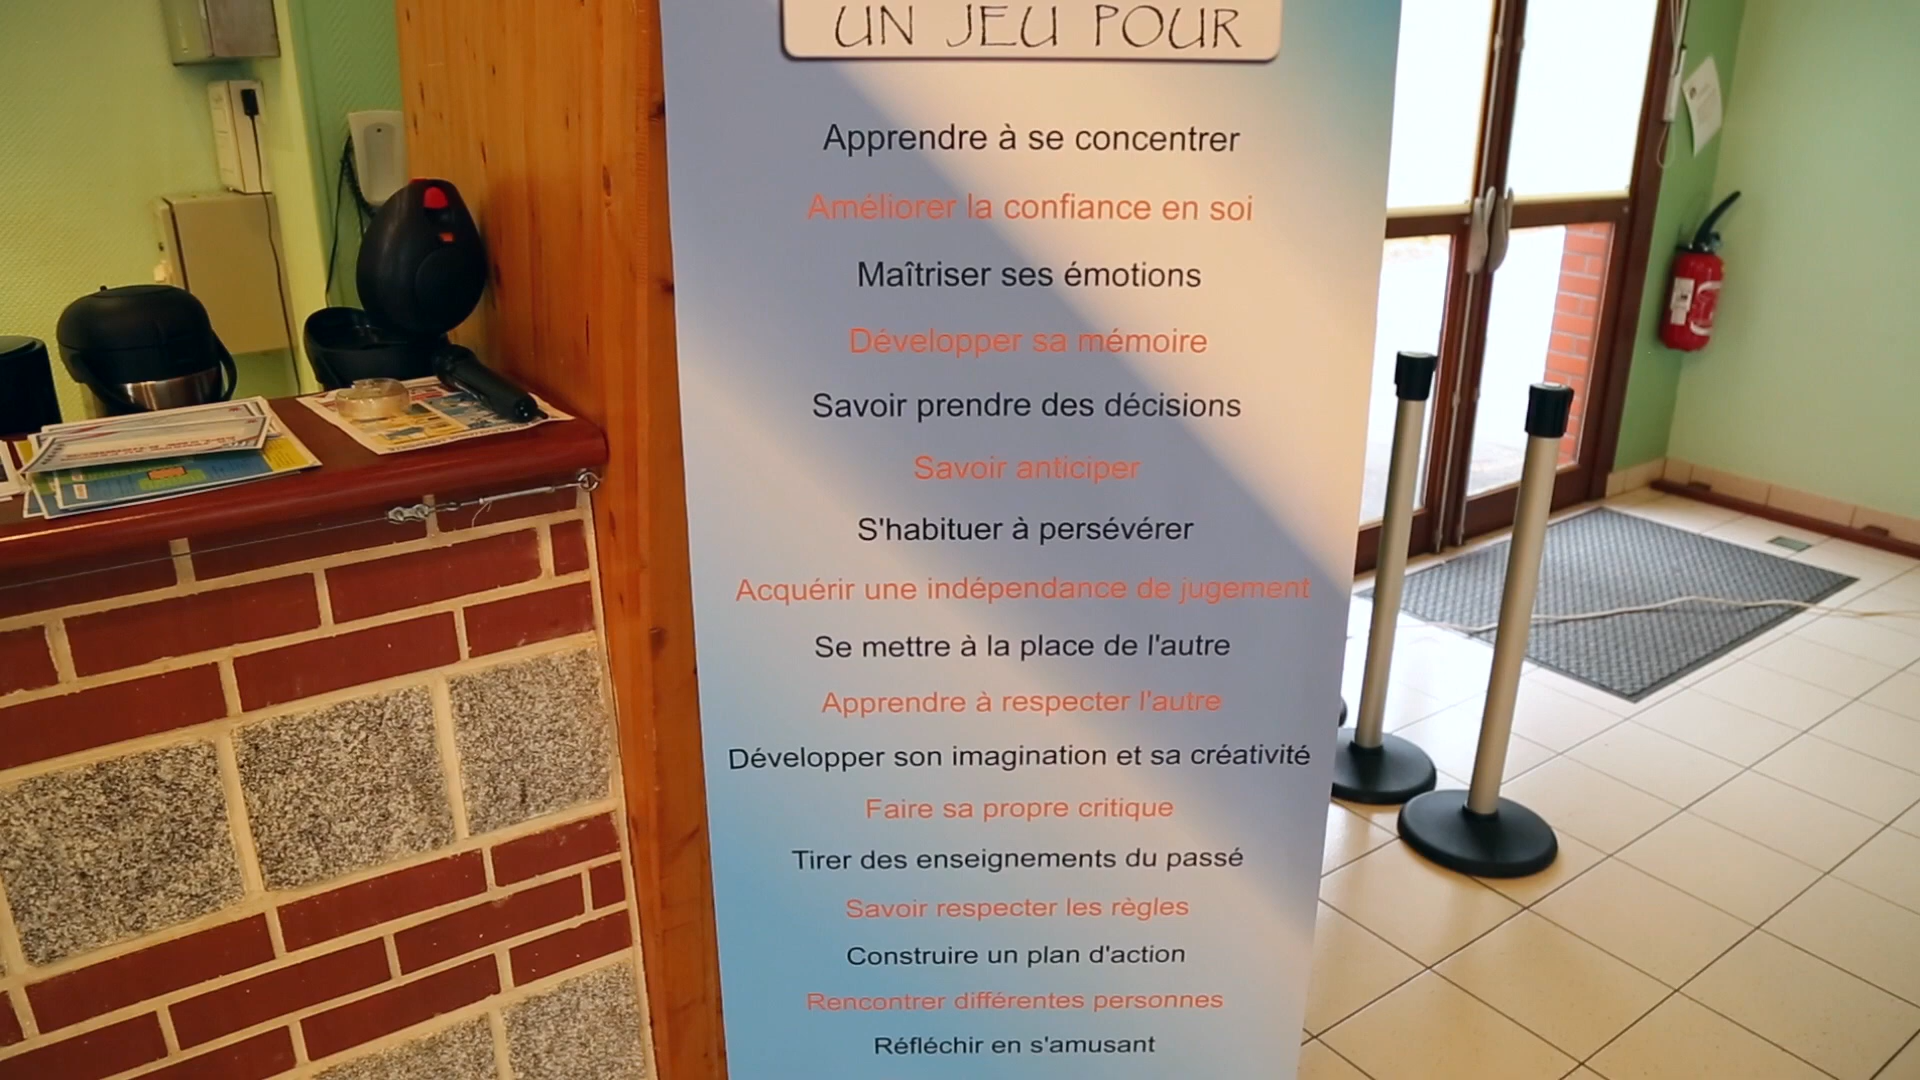 UN JEU POUR
Apprendre à se concentrer
Améliorer la confiance en soi
Maîtriser ses émotions
Développer sa mémoire
Savoir prendre des décisions
Savoir anticiper
S'habituer à persévérer
Acquérir une indépendance de jugement
Se mettre à la place de l'autre
Apprendre à respecter l'autre
Développer son imagination et sa créativité
Faire sa propre critique
Tirer des enseignements du passé
Savoir respecter les règles
Construire un plan d'action
Rencontrer différentes personnes
Réfléchir en s'amusant